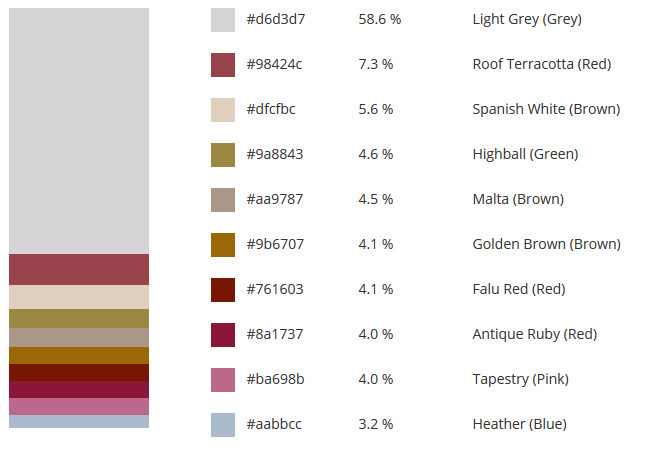 #d6d3d7 58.6 % Light Grey (Grey)
#98424c 7.3 % Roof Terracotta (Red)
#dfcfbc 5.6 % Spanish White (Brown)
#9a8843 4.6 % Highball (Green)
#aa9787 4.5 % Malta (Brown)
#9b6707 4.1 % Golden Brown (Brown)
#761603 4.1 % Falu Red (Red)
#8a1737 4.0 % Antique Ruby (Red)
#ba698b 4.0 % Tapestry (Pink)
#aabbcc 3.2 % Heather (Blue)